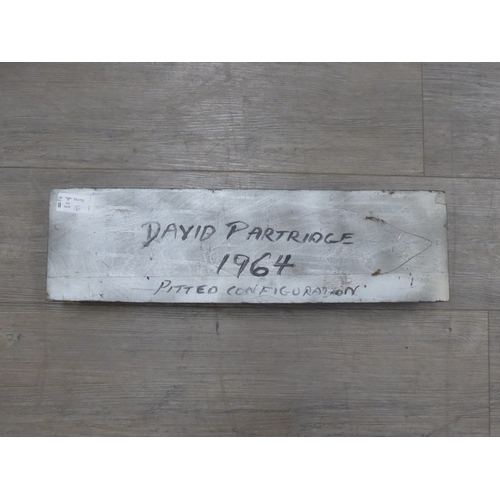 DAVID PARTRIDGE
1964
PITTED CONFIGURATION